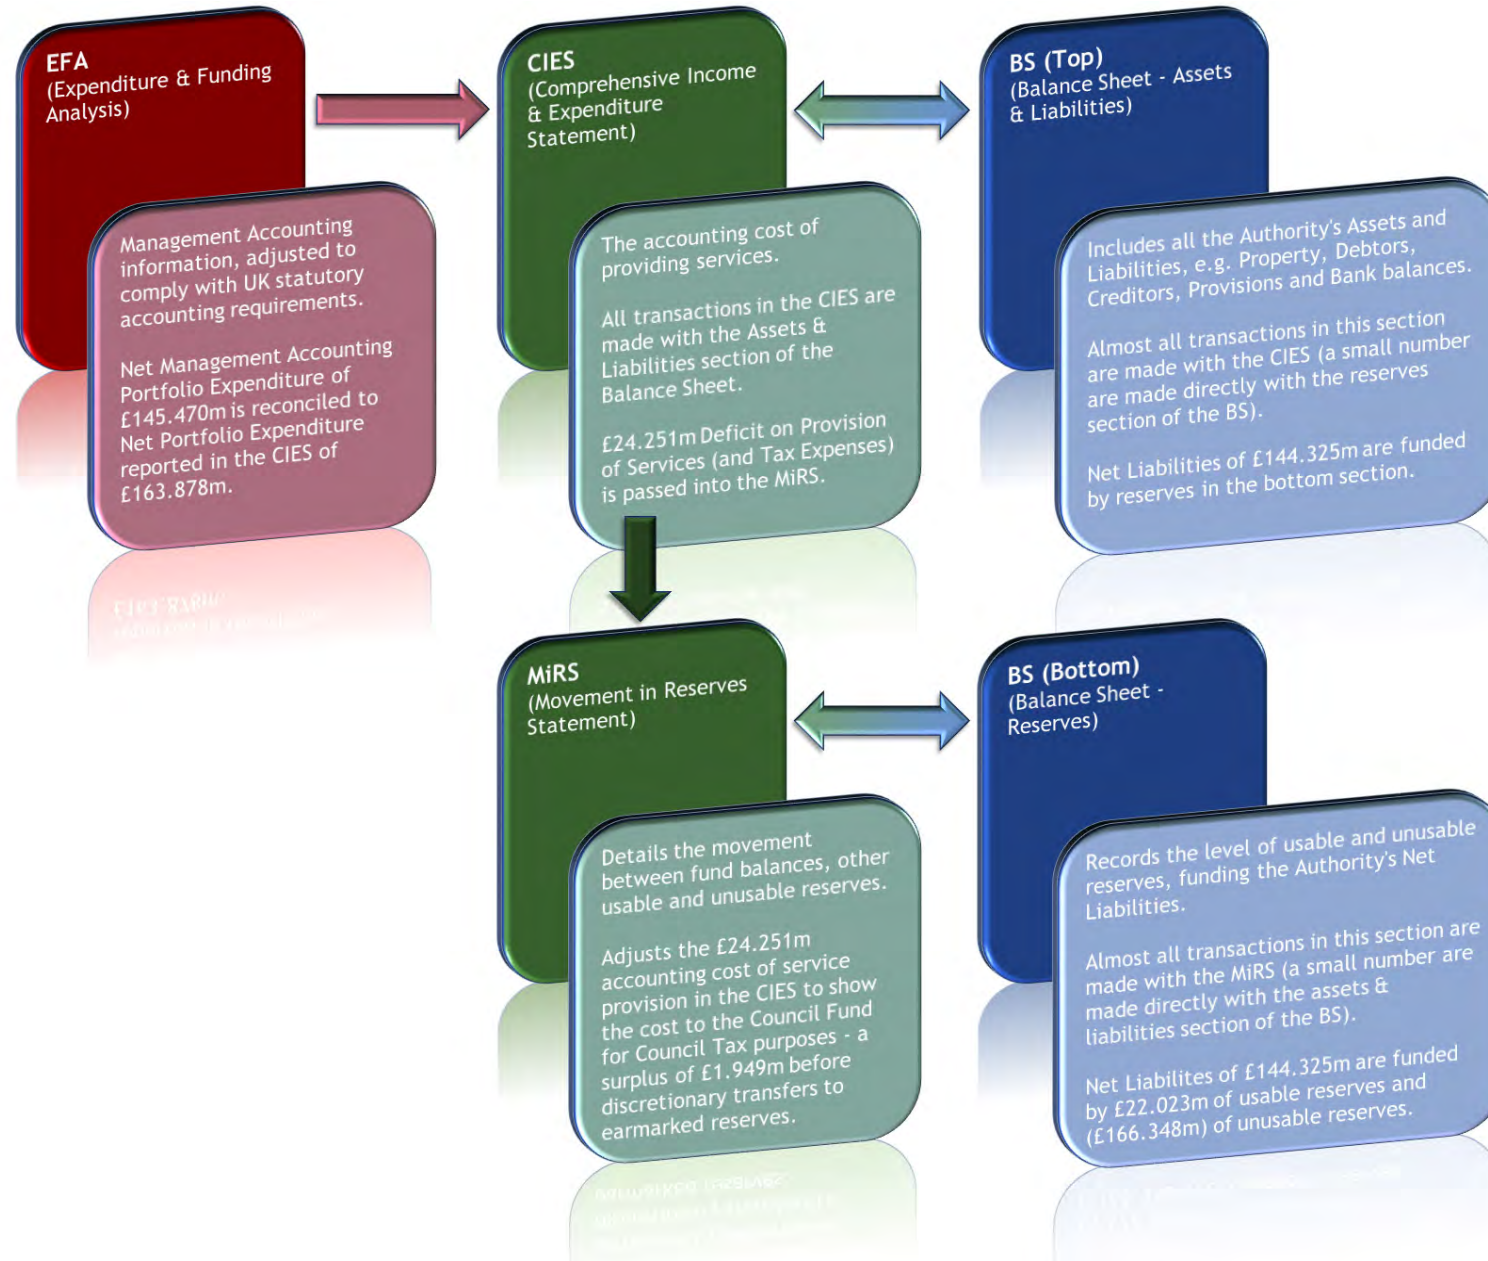 EFA
(Expenditure & Funding
Analysis)
Management Accounting
information, adjusted to
comply with UK statutory
accounting requirements.
Net Management Accounting
Portfolio Expenditure of
£145.470m is reconciled to
Net Portfolio Expenditure
reported in the CIES of
£163.878m.
CIES
(Comprehensive Income
& Expenditure
Statement)
The accounting cost of
providing services.
All transactions in the CIES are
made with the Assets &
Liabilities section of the
Balance Sheet.
£24.251m Deficit on Provision
of Services (and Tax Expenses)
is passed into the MiRS.
BS (Top)
(Balance Sheet - Assets
& Liabilities)
Includes all the Authority's Assets and
Liabilities, e.g. Property, Debtors,
Creditors, Provisions and Bank balances.
Almost all transactions in this section
are made with the CIES (a small number
are made directly with the reserves
section of the BS).
Net Liabilities of £144.325m are funded
by reserves in the bottom section.
MiRS
(Movement in Reserves
Statement)
Details the movement
between fund balances, other
usable and unusable reserves.
Adjusts the £24.251m
accounting cost of service
provision in the CIES to show
the cost to the Council Fund
for Council Tax purposes - a
surplus of £1.949m before
discretionary transfers to
earmarked reserves.
BS (Bottom)
(Balance Sheet -
Reserves)
Records the level of usable and unusable
reserves, funding the Authority's Net
Liabilities.
Almost all transactions in this section are
made with the MiRS (a small number are
made directly with the assets &
liabilities section of the BS).
Net Liabilites of £144.325m are funded
by £22.023m of usable reserves and
(£166.348m) of unusable reserves.